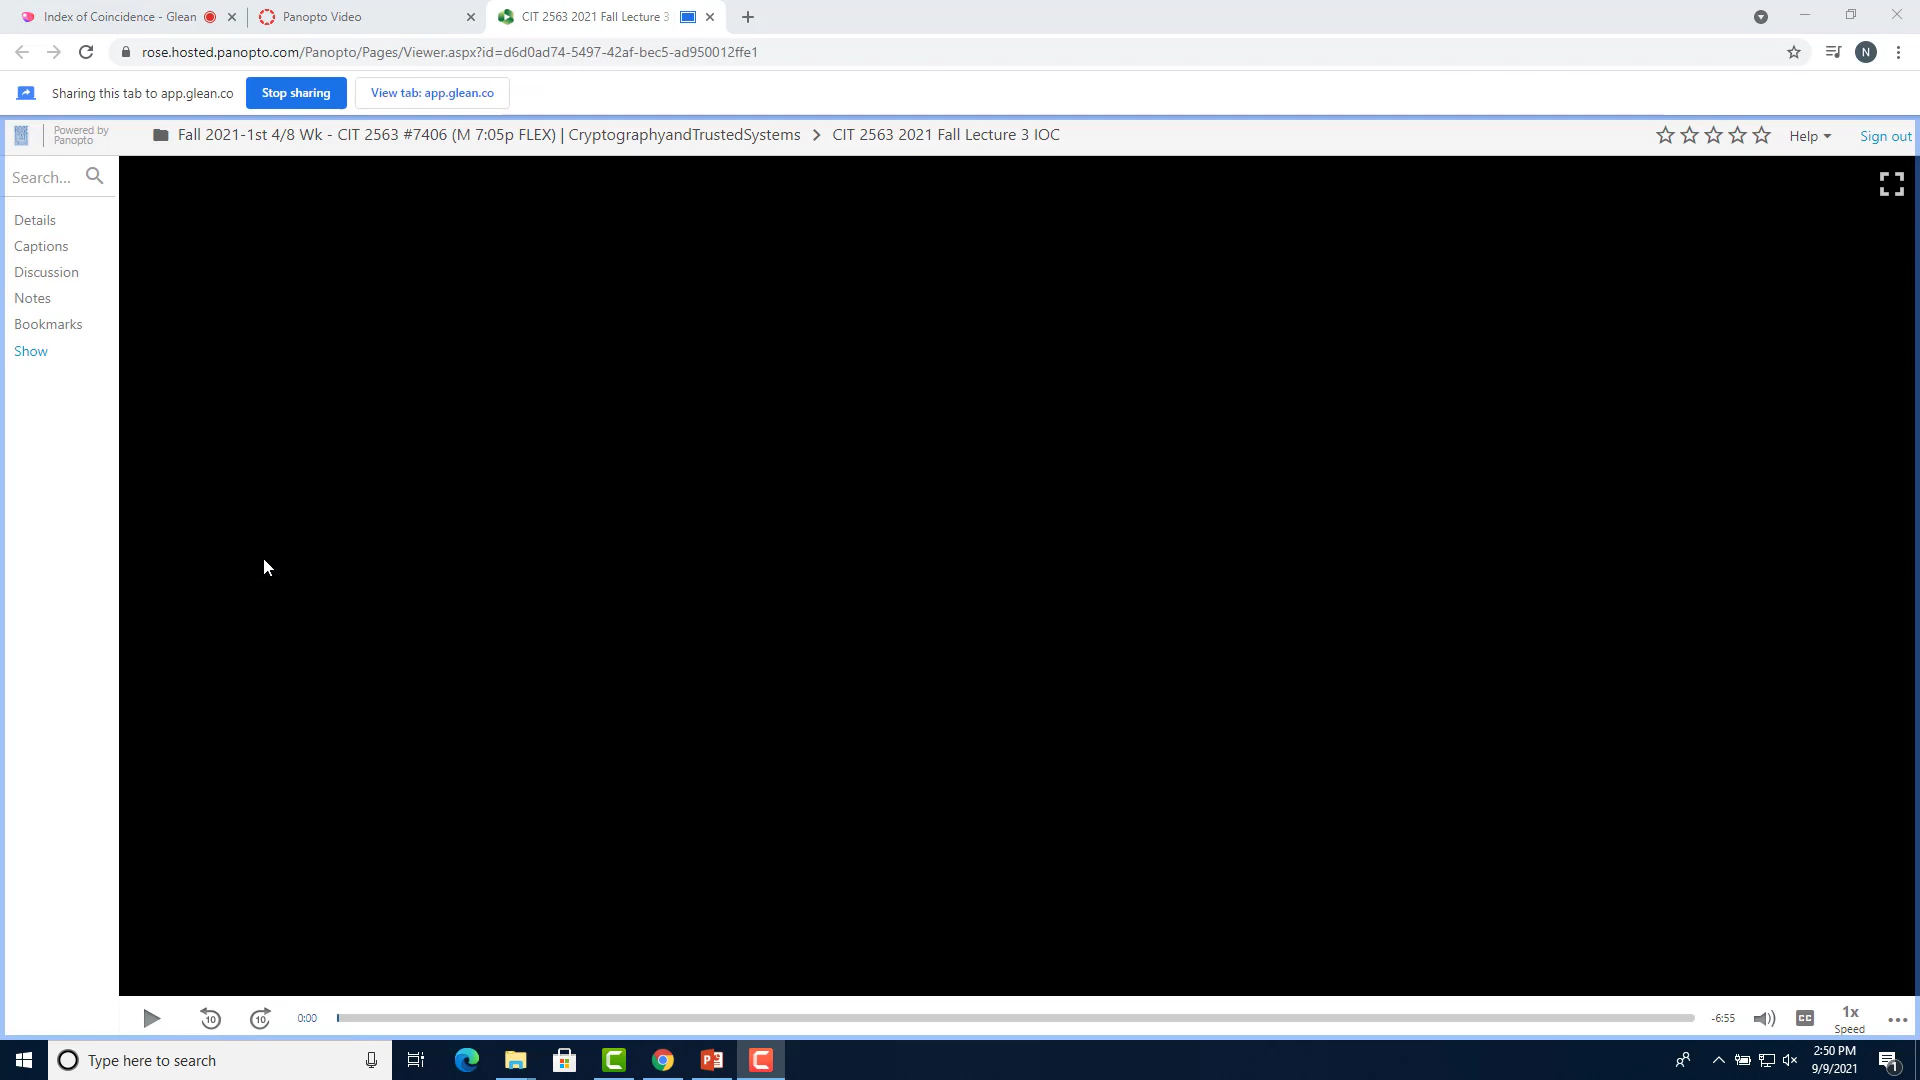 Index of Coincidence - Glean
Panopto Video
CIT 2563 2021 Fall Lecture 3
rose.hosted.panopto.com/Panopto/Pages/Viewer.aspx?id=d6d0ad74-5497-42af-bec5-ad950012ffe1
N
Sharing this tab to app.glean.co
Stop sharing
View tab: app.glean.co
Powered by
Panopto
Fall 2021-1st 4/8 Wk - CIT 2563 #7406 (M 7:05p FLEX) | CryptographyandTrustedSystems > CIT 2563 2021 Fall Lecture 3 IOC
Help
Sign out
Search...
Details
Captions
Discussion
Notes
Bookmarks
Show
10
10
0:00
-6:55
CC
1x
Speed
Type here to search
2:50 PM
9/9/2021
1